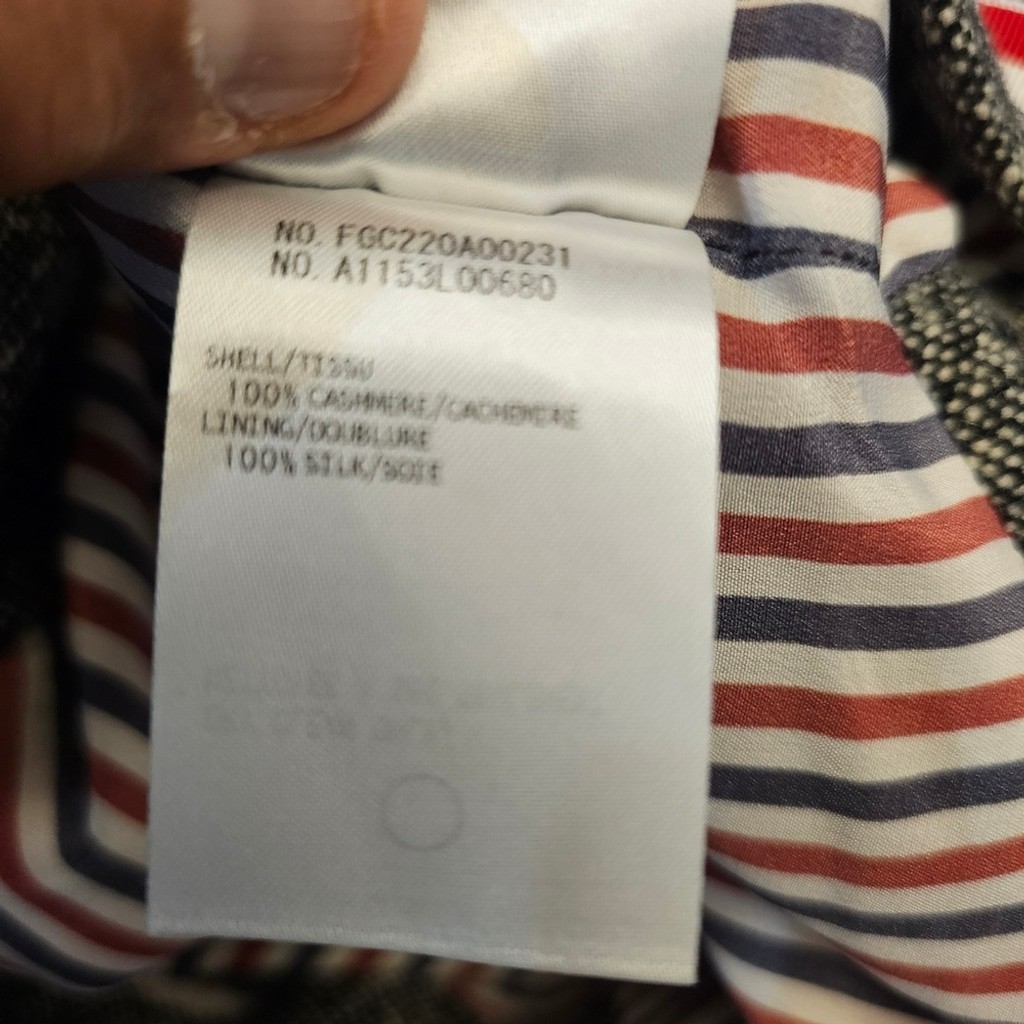 NO. FGC220A00231
NO. A1153L00680
SHELL/TISSU
100% CASHMERE/CACHEMIRE
LINING/DOUBLURE
100% SILK/SOIE